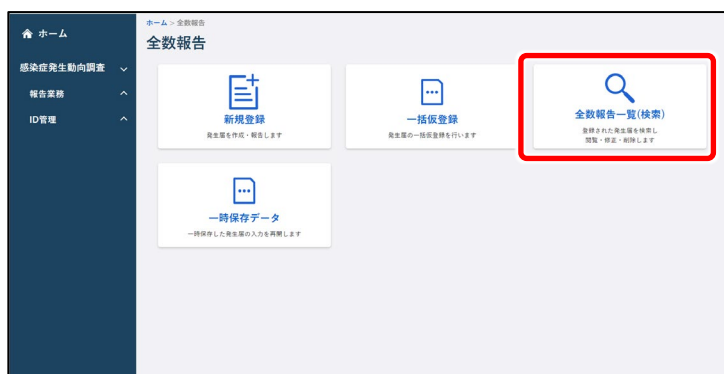 ホーム
感染症発生動向調査
報告業務
ID管理
ホーム > 全数報告
全数報告
新規登録
発生届を作成・報告します
一括仮登録
発生届の一括仮登録を行います
全数報告一覧(検索)
登録された発生届を検索し
閲覧・修正・削除します
一時保存データ
一時保存した発生届の入力を再開します